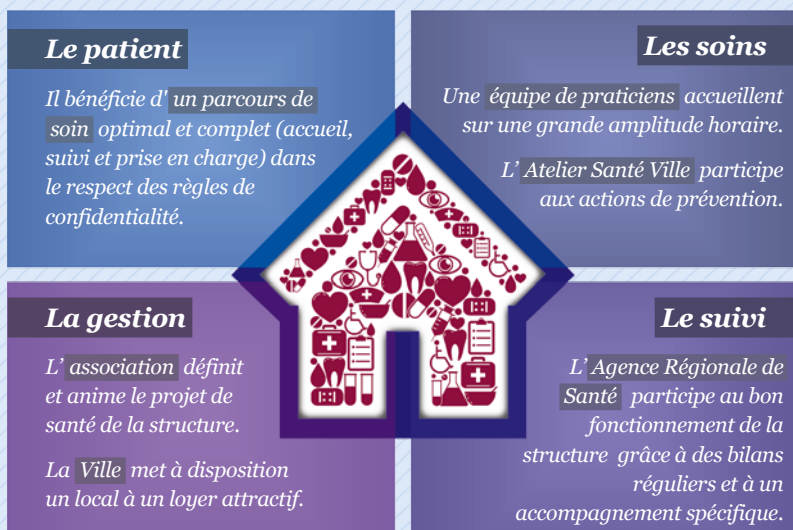 Le patient
Il bénéficie d' un parcours de
soin optimal et complet (accueil,
suivi et prise en charge) dans
le respect des règles de
confidentialité.
Les soins
Une équipe de praticiens accueillent
sur une grande amplitude horaire.
L' Atelier Santé Ville participe
aux actions de prévention.
La gestion
L' association définit
et anime le projet de
santé de la structure.
La Ville met à disposition
un local à un loyer attractif.
Le suivi
L' Agence Régionale de
Santé participe au bon
fonctionnement de la
structure grâce à des bilans
réguliers et à un
accompagnement spécifique.